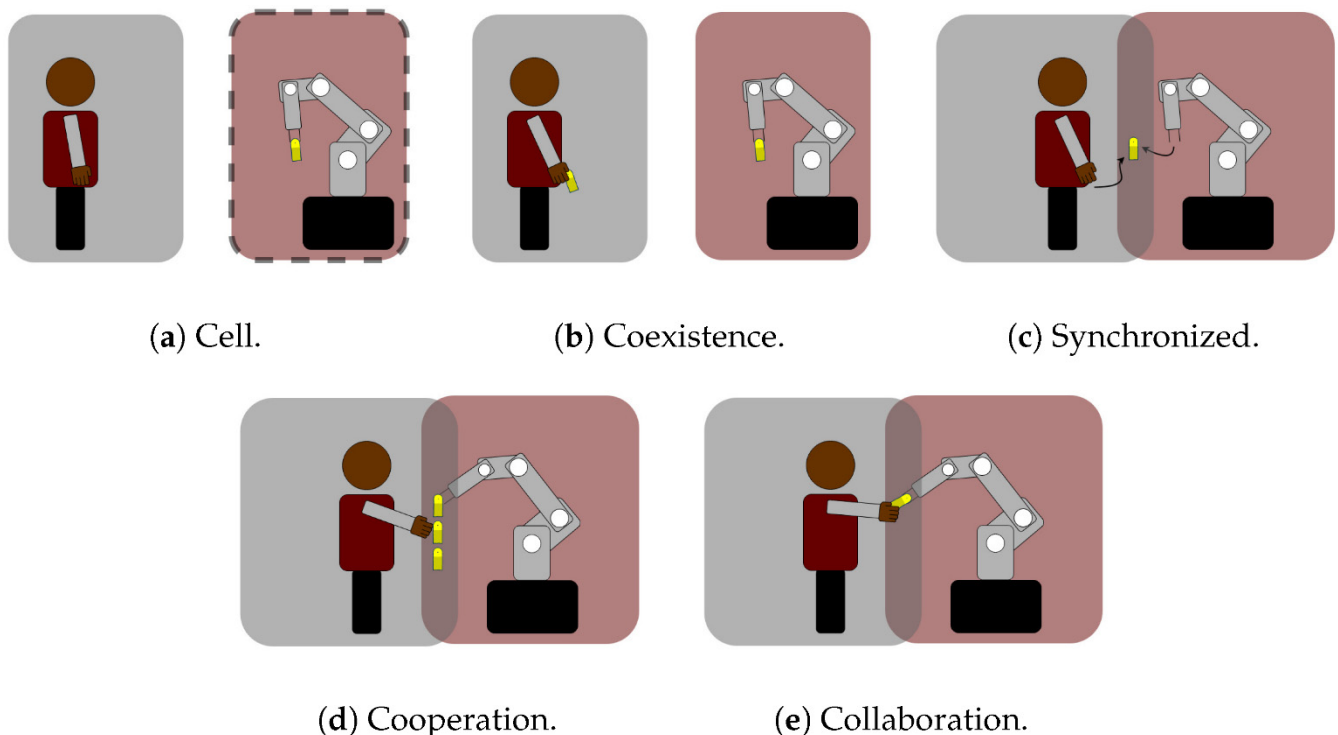 (a) Cell.
(b) Coexistence.
(c) Synchronized.
(d) Cooperation.
(e) Collaboration.